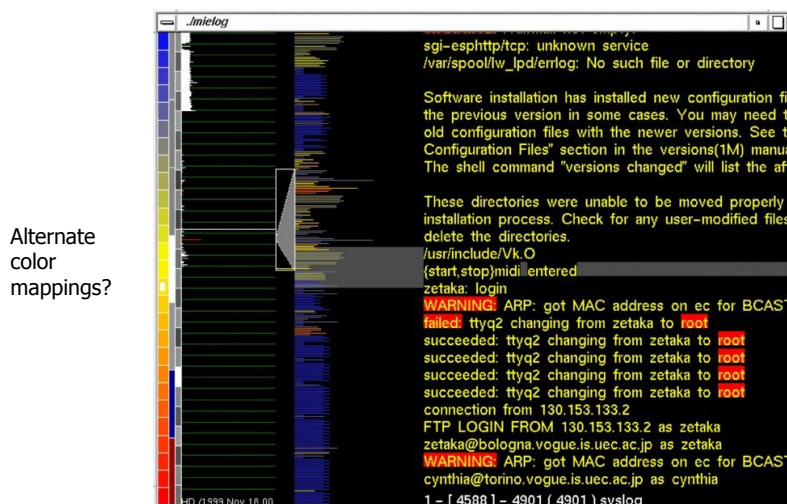 ./mielog
sgi-esphttp/tcp: unknown service
/var/spool/lw_lpd/errlog: No such file or directory
Software installation has installed new configuration fi
the previous version in some cases. You may need t
old configuration files with the newer versions. See t
Configuration Files" section in the versions(1M) manua
The shell command "versions changed" will list the aff
These directories were unable to be moved properly
installation process. Check for any user-modified files
delete the directories.
/usr/include/Vk.O
{start,stop}midi entered
zetaka: login
WARNING: ARP: got MAC address on ec for BCAST
failed: ttyq2 changing from zetaka to root
succeeded: ttyq2 changing from zetaka to root
succeeded: ttyq2 changing from zetaka to root
succeeded: ttyq2 changing from zetaka to root
succeeded: ttyq2 changing from zetaka to root
connection from 130.153.133.2
FTP LOGIN FROM 130.153.133.2 as zetaka
zetaka@bologna.vogue.is.uec.ac.jp as zetaka
WARNING: ARP: got MAC address on ec for BCAST
cynthia@torino.vogue.is.uec.ac.jp as cynthia
HD /1999 Nov 18 00
1 - [ 4588 ] - 4901 ( 4901 ) syslog
Alternate
color
mappings?